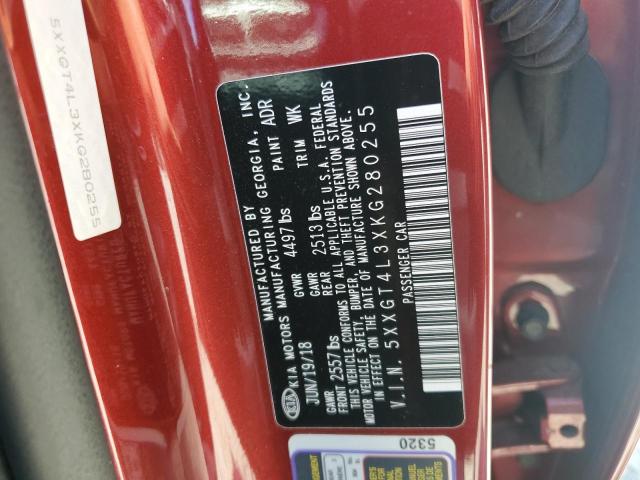 5XXGT4L3XKG280255
MANUFACTURED BY
KIA MOTORS MANUFACTURING GEORGIA, INC.
JUN/19/18 GVWR 4497 lbs PAINT ADR
GAWR FRONT 2557 lbs GAWR REAR 2513 lbs TRIM WK
THIS VEHICLE CONFORMS TO ALL APPLICABLE U.S.A. FEDERAL
MOTOR VEHICLE SAFETY, BUMPER, AND THEFT PREVENTION STANDARDS
IN EFFECT ON THE DATE OF MANUFACTURE SHOWN ABOVE.
V.I.N. 5XXGT4L3XKG280255
PASSENGER CAR
5320